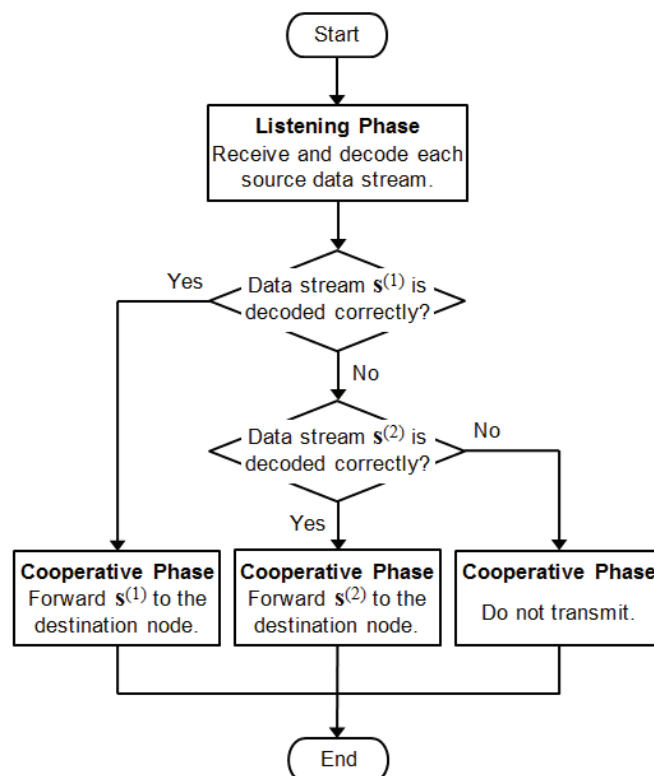 Start
Listening Phase
Receive and decode each
source data stream.
Yes
Data stream s(1) is
decoded correctly?
No
Data stream s(2) is
decoded correctly?
No
Yes
Cooperative Phase
Forward s(1) to the
destination node.
Cooperative Phase
Forward s(2) to the
destination node.
Cooperative Phase
Do not transmit.
End